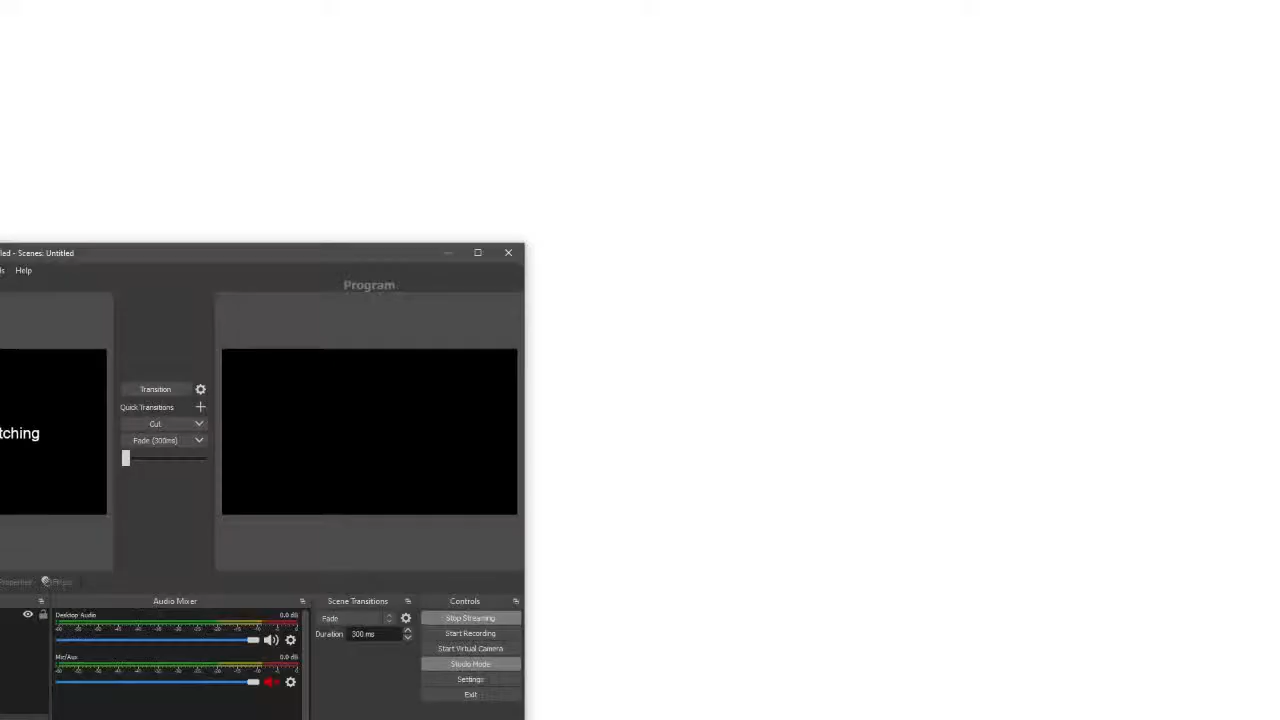 led - Scenes: Untitled
ls Help
Program
Transition
Quick Transitions
Cut
Fade (300ms)
tching
Properties
Audio Mixer
Scene Transitions
Controls
Desktop Audio 0.0 dB
Mic/Aux 0.0 dB
Fade
Duration 300 ms
Stop Streaming
Start Recording
Start Virtual Camera
Studio Mode
Settings
Exit